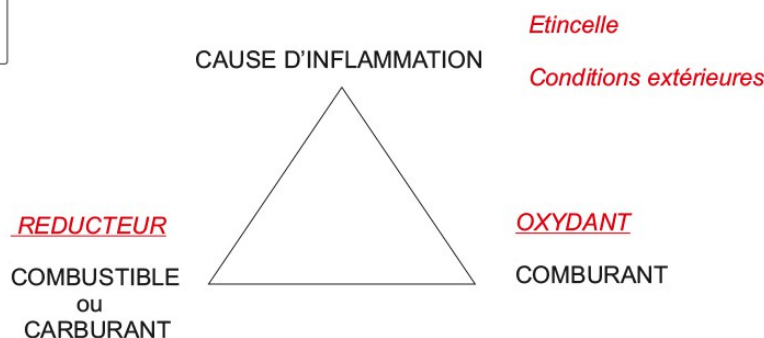 Etincelle
CAUSE D'INFLAMMATION
Conditions extérieures
REDUCTEUR
OXYDANT
COMBUSTIBLE
ou
CARBURANT
COMBURANT